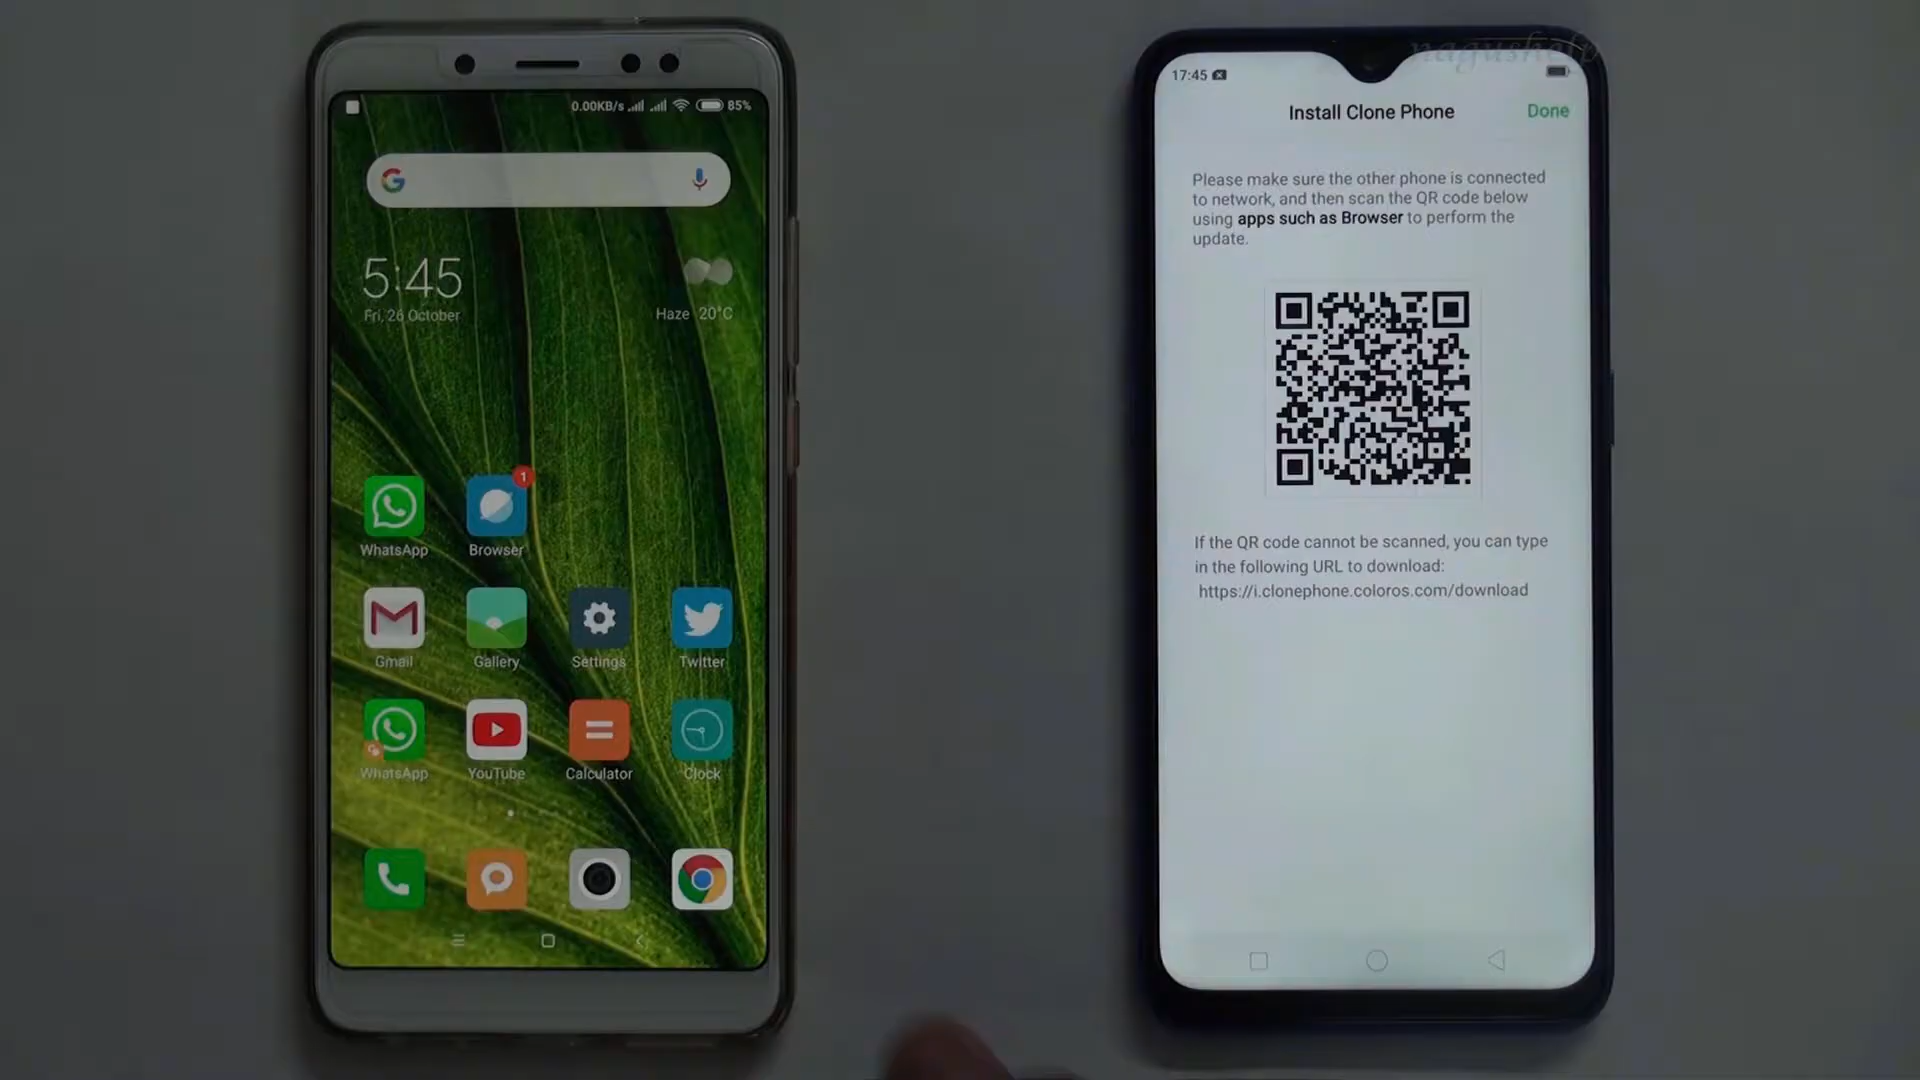 0.00KB/s 85%
5:45
Fri, 26 October
Haze 20°C
1
WhatsApp
Browser
Gmail
Gallery
Settings
Twitter
WhatsApp
YouTube
Calculator
Clock
nagushelp
17:45
Install Clone Phone
Done
Please make sure the other phone is connected
to network, and then scan the QR code below
using apps such as Browser to perform the
update.
If the QR code cannot be scanned, you can type
in the following URL to download:
https://i.clonephone.coloros.com/download